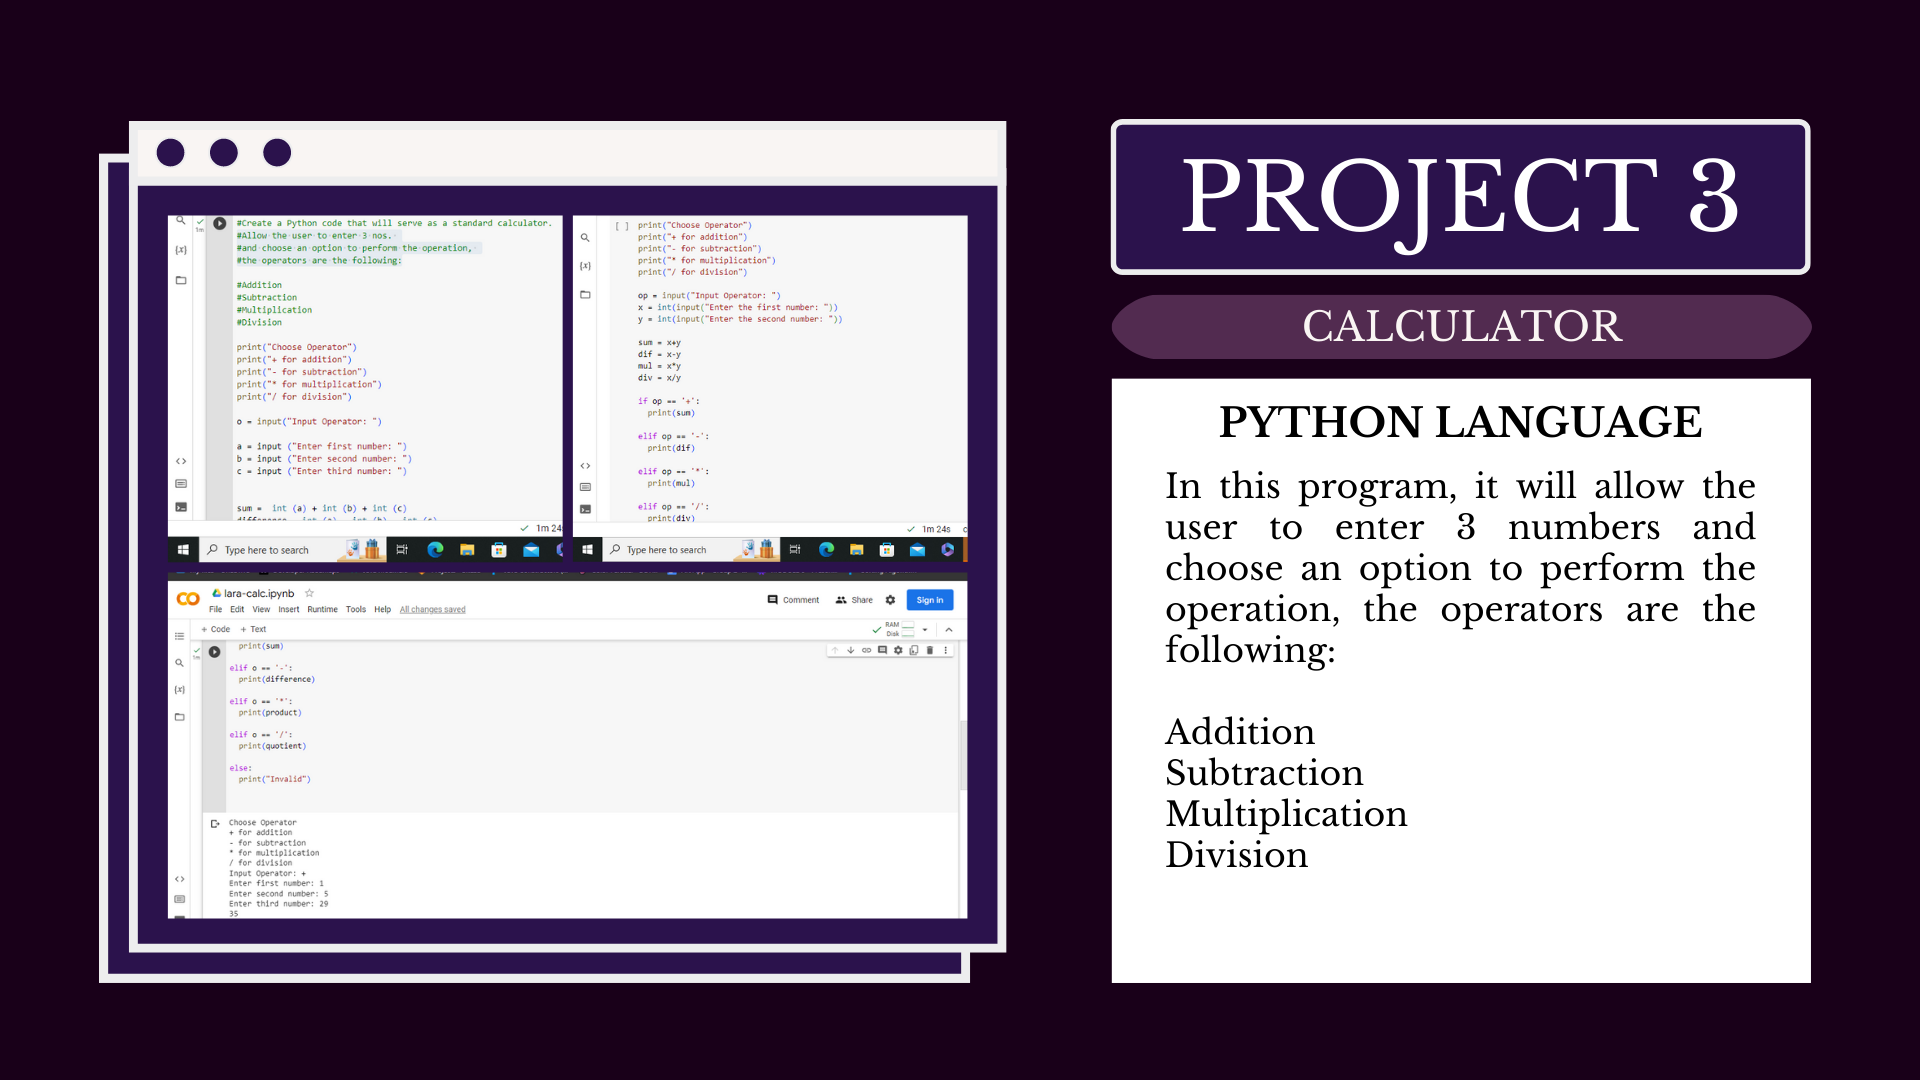 #Create a Python code that will serve as a standard calculator.
#Allow the user to enter 3 nos.
#and choose an option to perform the operation,
#the operators are the following:
#Addition
#Subtraction
#Multiplication
#Division
print("Choose Operator")
print("+ for addition")
print("- for subtraction")
print("* for multiplication")
print("/ for division")
o = input("Input Operator: ")
a = input ("Enter first number: ")
b = input ("Enter second number: ")
c = input ("Enter third number: ")
sum = int (a) + int (b) + int (c)
1m 24
Type here to search
[ ] print("Choose Operator")
print("+ for addition")
print("- for subtraction")
print("* for multiplication")
print("/ for division")
op = input("Input Operator: ")
x = int(input("Enter the first number: "))
y = int(input("Enter the second number: "))
sum = x+y
dif = x-y
mul = x*y
div = x/y
if op == '+':
print(sum)
elif op == '-':
print(dif)
elif op == '*':
print(mul)
elif op == '/':
print(div)
1m 24s
Type here to search
lara-calc.ipynb
File Edit View Insert Runtime Tools Help All changes saved
Comment Share Sign in
+ Code + Text
RAM
Disk
print(sum)
elif o == '-':
print(difference)
elif o == '*':
print(product)
elif o == '/':
print(quotient)
else:
print("Invalid")
Choose Operator
+ for addition
- for subtraction
* for multiplication
/ for division
Input Operator: +
Enter first number: 1
Enter second number: 5
Enter third number: 29
35
PROJECT 3
CALCULATOR
PYTHON LANGUAGE
In this program, it will allow the
user to enter 3 numbers and
choose an option to perform the
operation, the operators are the
following:
Addition
Subtraction
Multiplication
Division